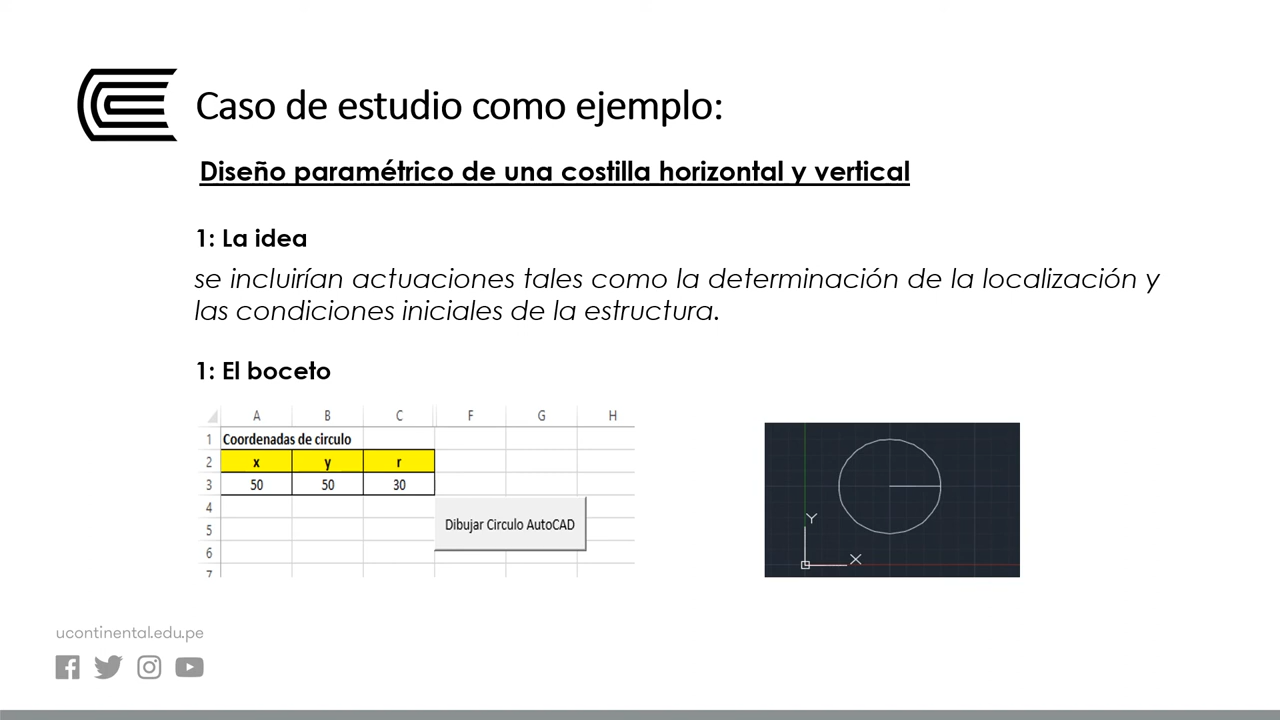 Caso de estudio como ejemplo:
Diseño paramétrico de una costilla horizontal y vertical
1: La idea
se incluirían actuaciones tales como la determinación de la localización y
las condiciones iniciales de la estructura.
1: El boceto
A B C F G H
1 Coordenadas de circulo
2 x y r
3 50 50 30
4
5
6
7
Dibujar Circulo AutoCAD
Y
X
ucontinental.edu.pe